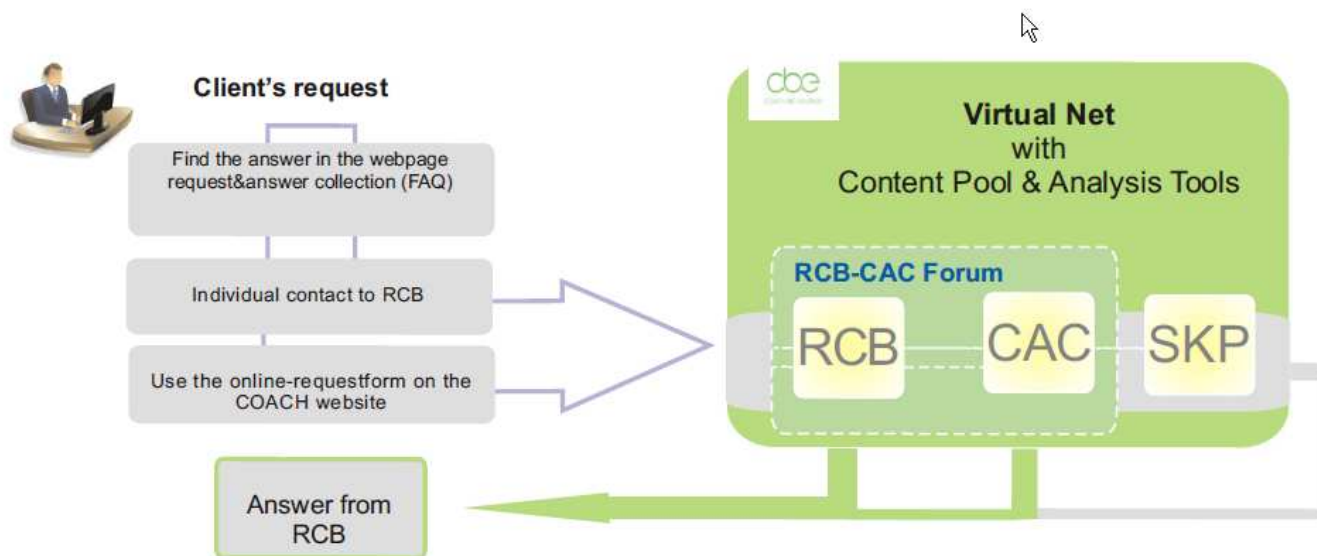 Client's request
Find the answer in the webpage
request&answer collection (FAQ)
Individual contact to RCB
Use the online-requestform on the
COACH website
Answer from
RCB
cbe
Virtual Net
with
Content Pool & Analysis Tools
RCB-CAC Forum
RCB
CAC
SKP